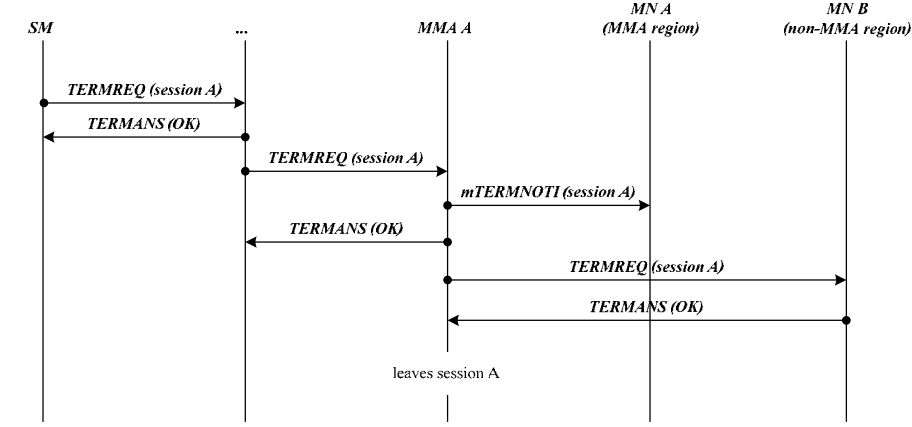 SM ... MMA A MN A MN B
(MMA region) (non-MMA region)
TERMREQ (session A)
TERMANS (OK)
TERMREQ (session A)
mTERMNOTI (session A)
TERMANS (OK)
TERMREQ (session A)
TERMANS (OK)
leaves session A